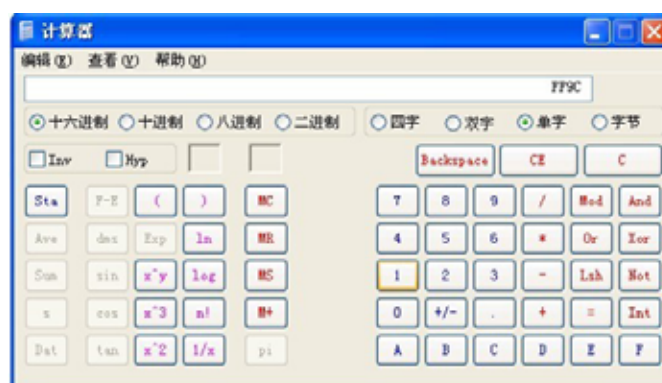 计算器
编辑(E) 查看(V) 帮助(H)
FF9C
十六进制 十进制 八进制 二进制 四字 双字 单字 字节
Inv Hyp Backspace CE C
Sta F-E ( ) MC 7 8 9 / Mod And
Ave dms Exp ln MR 4 5 6 * Or Xor
Sum sin x^y log MS 1 2 3 - Lsh Not
s cos x^3 n! M+ 0 +/- . + = Int
Dat tan x^2 1/x pi A B C D E F